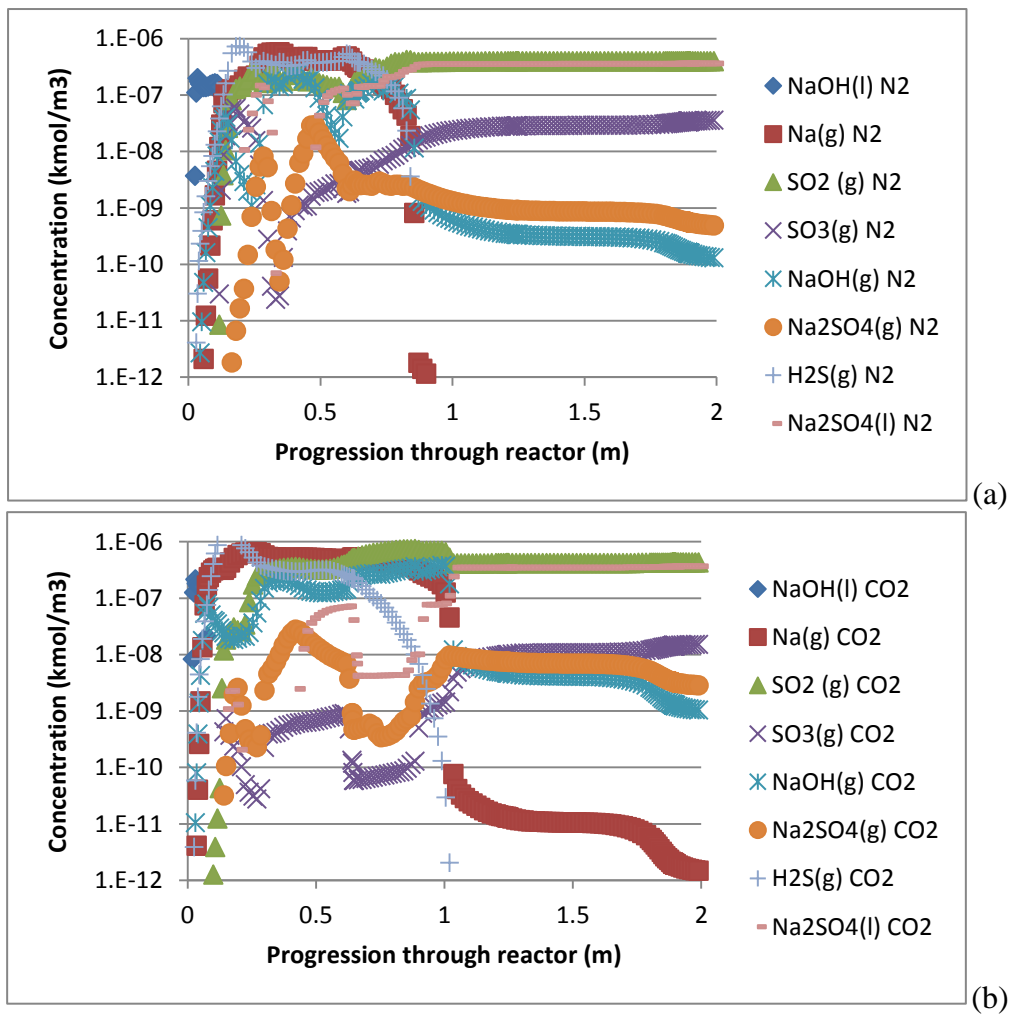 1.E-06
1.E-07
1.E-08
1.E-09
1.E-10
1.E-11
1.E-12
Concentration (kmol/m3)
0 0.5 1 1.5 2
Progression through reactor (m)
NaOH(l) N2
Na(g) N2
SO2 (g) N2
SO3(g) N2
NaOH(g) N2
Na2SO4(g) N2
H2S(g) N2
Na2SO4(l) N2
(a)
1.E-06
1.E-07
1.E-08
1.E-09
1.E-10
1.E-11
1.E-12
Concentration (kmol/m3)
0 0.5 1 1.5 2
Progression through reactor (m)
NaOH(l) CO2
Na(g) CO2
SO2 (g) CO2
SO3(g) CO2
NaOH(g) CO2
Na2SO4(g) CO2
H2S(g) CO2
Na2SO4(l) CO2
(b)